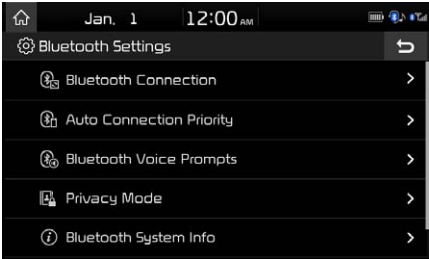 Jan. 1 12:00 AM
Bluetooth Settings
Bluetooth Connection
Auto Connection Priority
Bluetooth Voice Prompts
Privacy Mode
Bluetooth System Info